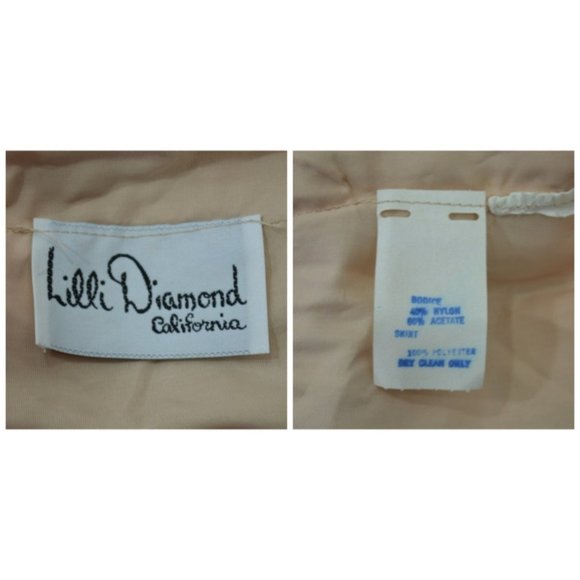 Lilli Diamond
California
BODICE
40% NYLON
60% ACETATE
SKIRT
100% POLYESTER
DRY CLEAN ONLY